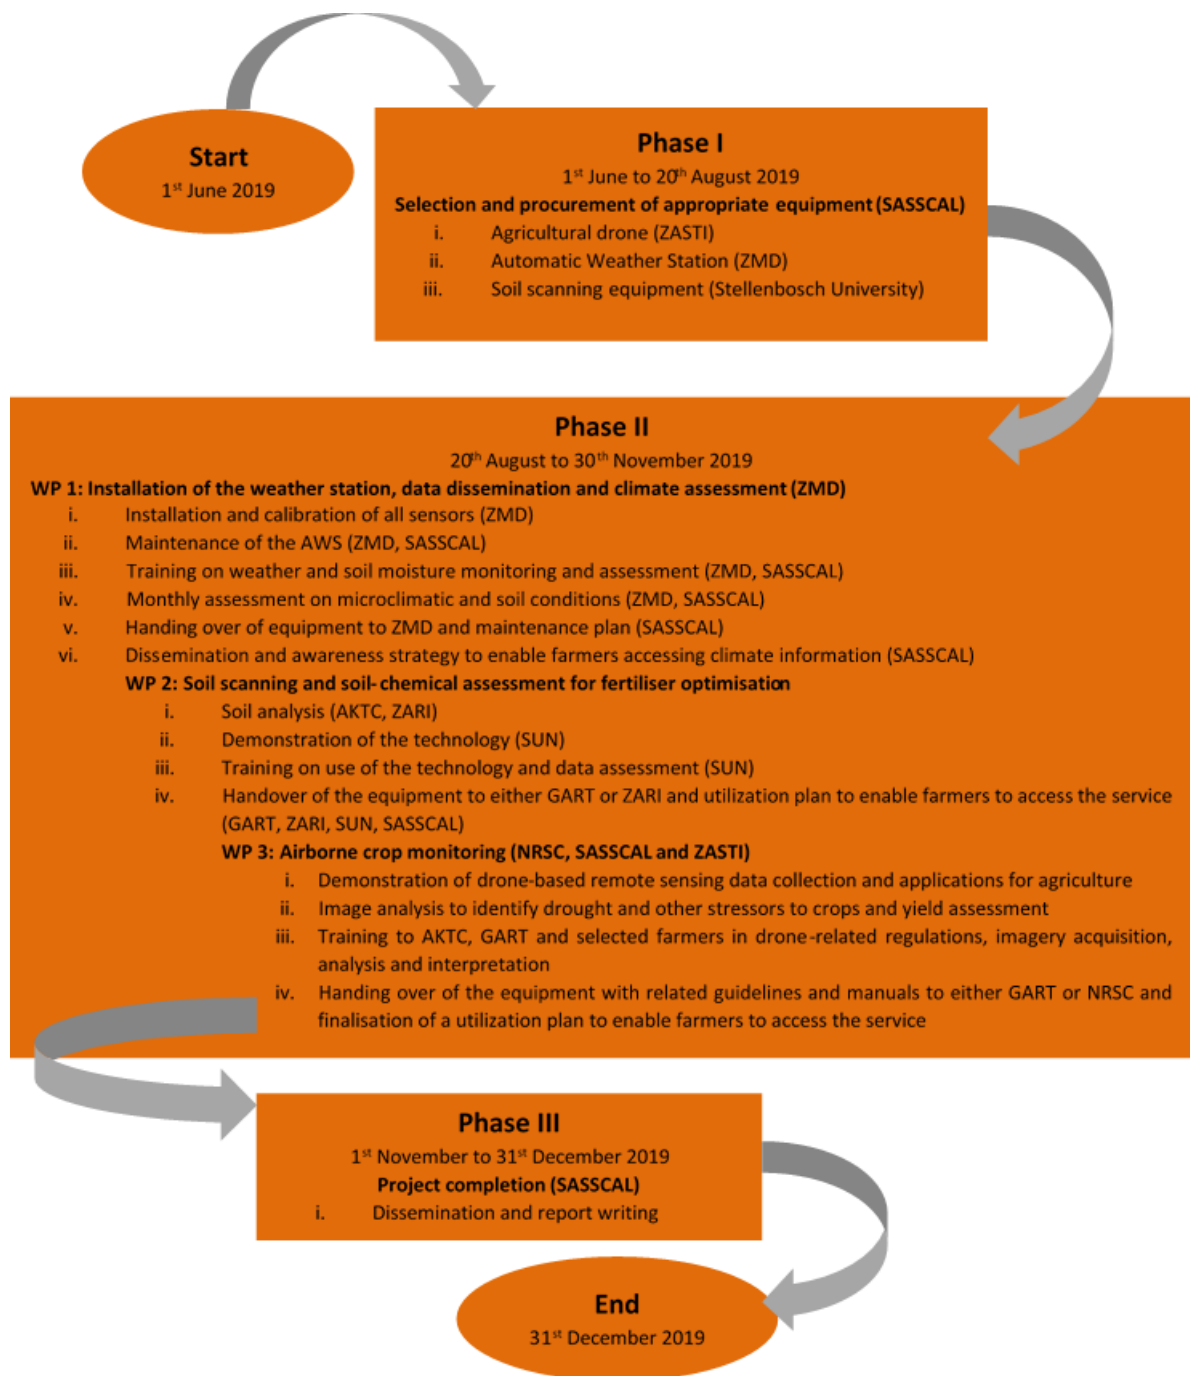 Start
1st June 2019
Phase I
1st June to 20th August 2019
Selection and procurement of appropriate equipment (SASSCAL)
i. Agricultural drone (ZASTI)
ii. Automatic Weather Station (ZMD)
iii. Soil scanning equipment (Stellenbosch University)
Phase II
20th August to 30th November 2019
WP 1: Installation of the weather station, data dissemination and climate assessment (ZMD)
i. Installation and calibration of all sensors (ZMD)
ii. Maintenance of the AWS (ZMD, SASSCAL)
iii. Training on weather and soil moisture monitoring and assessment (ZMD, SASSCAL)
iv. Monthly assessment on microclimatic and soil conditions (ZMD, SASSCAL)
v. Handing over of equipment to ZMD and maintenance plan (SASSCAL)
vi. Dissemination and awareness strategy to enable farmers accessing climate information (SASSCAL)
WP 2: Soil scanning and soil-chemical assessment for fertiliser optimisation
i. Soil analysis (AKTC, ZARI)
ii. Demonstration of the technology (SUN)
iii. Training on use of the technology and data assessment (SUN)
iv. Handover of the equipment to either GART or ZARI and utilization plan to enable farmers to access the service
(GART, ZARI, SUN, SASSCAL)
WP 3: Airborne crop monitoring (NRSC, SASSCAL and ZASTI)
i. Demonstration of drone-based remote sensing data collection and applications for agriculture
ii. Image analysis to identify drought and other stressors to crops and yield assessment
iii. Training to AKTC, GART and selected farmers in drone-related regulations, imagery acquisition,
analysis and interpretation
iv. Handing over of the equipment with related guidelines and manuals to either GART or NRSC and
finalisation of a utilization plan to enable farmers to access the service
Phase III
1st November to 31st December 2019
Project completion (SASSCAL)
i. Dissemination and report writing
End
31st December 2019